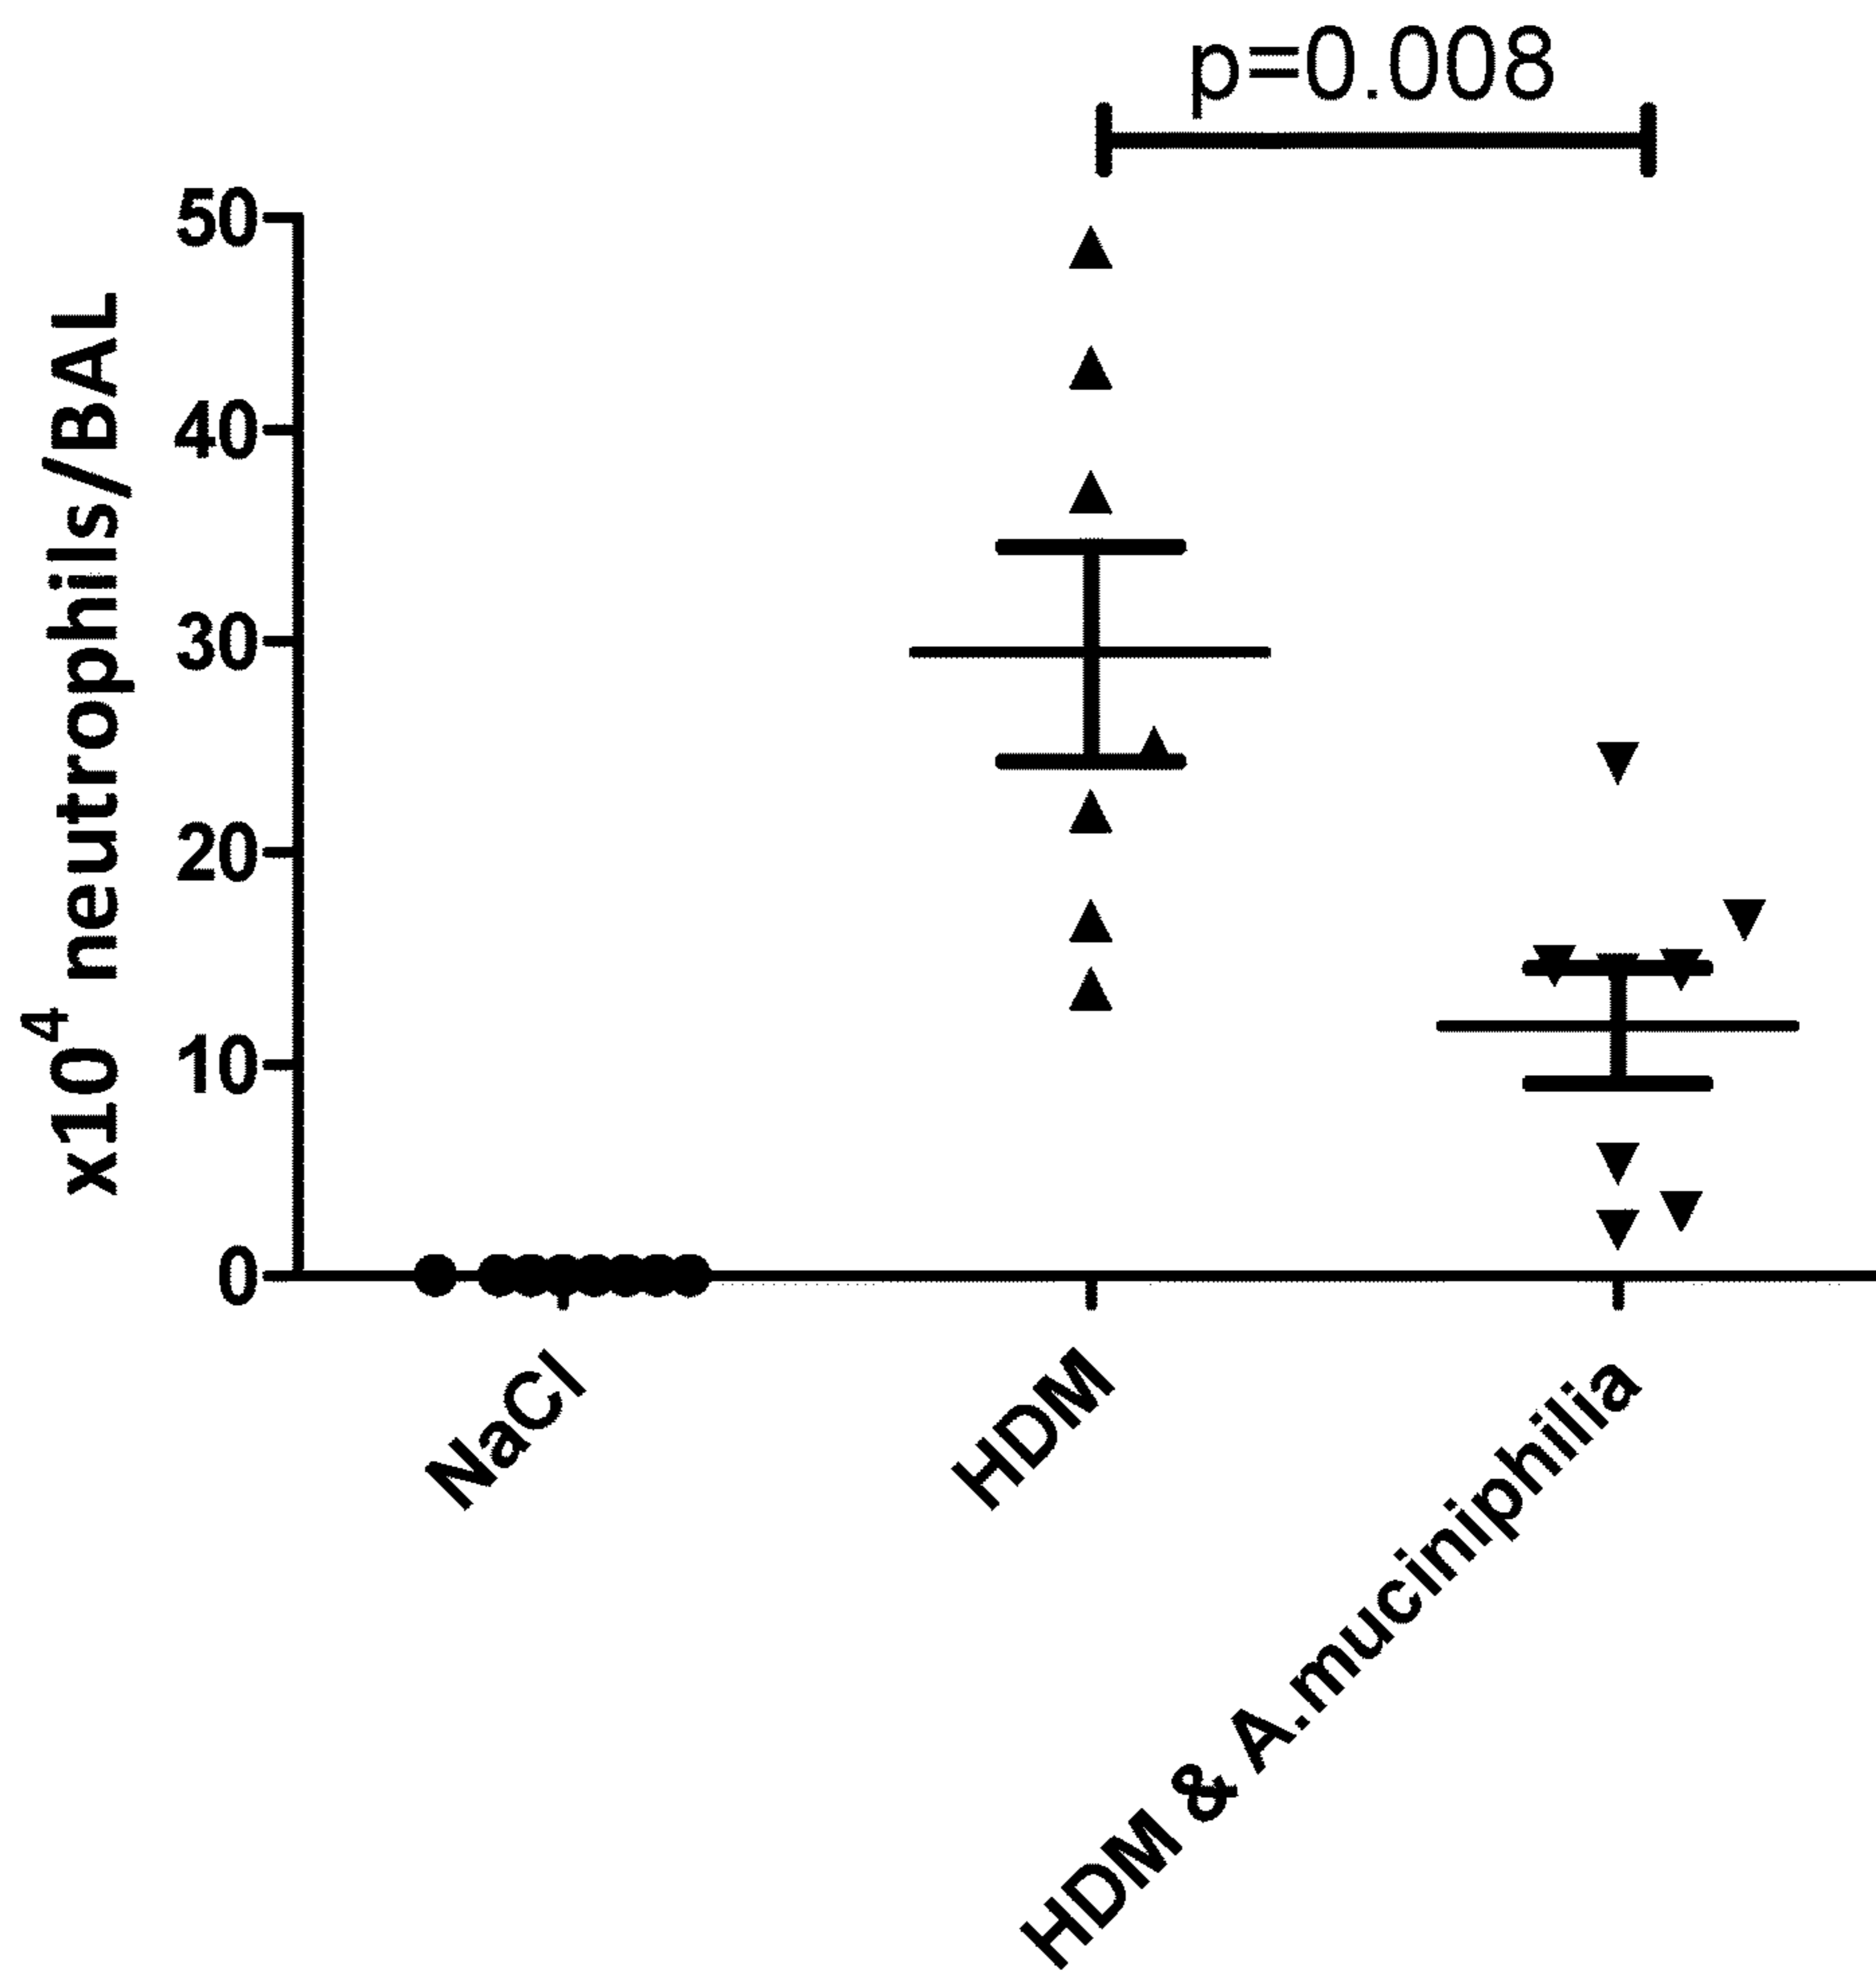 p=0.008
x10⁴ neutrophils/BAL
50
40
30
20
10
0
NaCl
HDM
HDM & A.muciniphilia